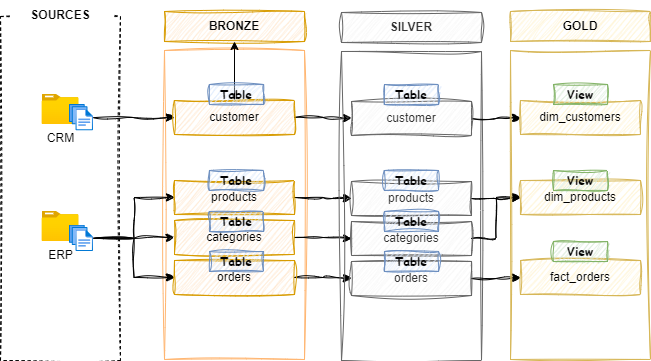 SOURCES
BRONZE
SILVER
GOLD
Table
Table
View
customer
customer
dim_customers
CRM
Table
Table
View
products
products
dim_products
Table
Table
categories
categories
ERP
Table
Table
View
orders
orders
fact_orders